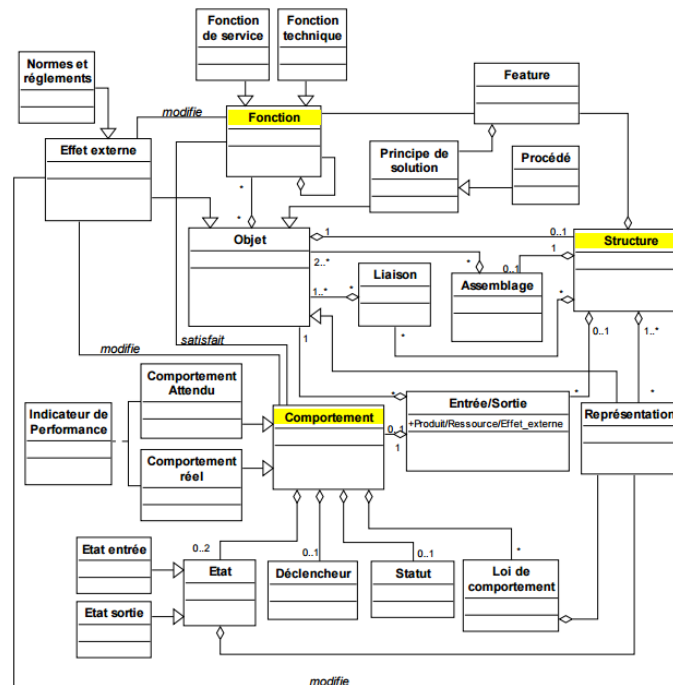 Fonction
de service
Fonction
technique
Normes et
réglements
Feature
modifie
Fonction
Effet externe
Principe de
solution
Procédé
*
*
Objet
1
0..1
Structure
2..*
*
0..1
1
Liaison
Assemblage
1..*
*
*
*
1
0..1
1..*
modifie
satisfait
Comportement
Attendu
*
Entrée/Sortie
+Produit/Ressource/Effet_externe
*
*
Représentation
Indicateur de
Performance
Comportement
0..1
1
Comportement
réel
0..2
0..1
0..1
*
Etat entrée
Etat
Déclencheur
Statut
Loi de
comportement
Etat sortie
modifie